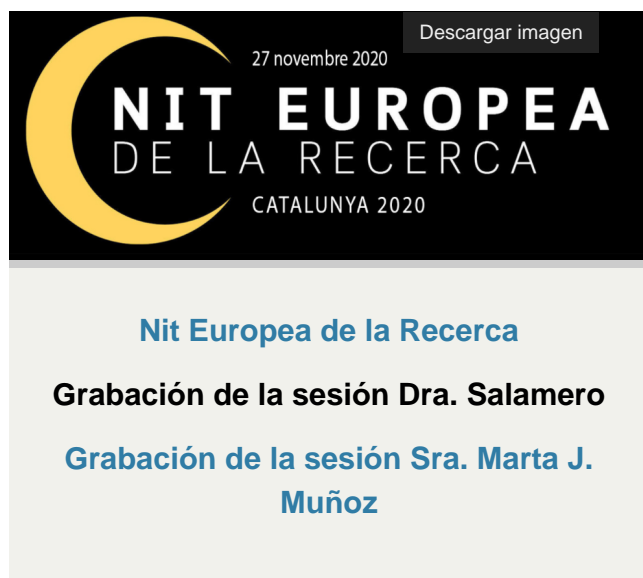 Descargar imagen
27 novembre 2020
NIT EUROPEA
DE LA RECERCA
CATALUNYA 2020
Nit Europea de la Recerca
Grabación de la sesión Dra. Salamero
Grabación de la sesión Sra. Marta J.
Muñoz